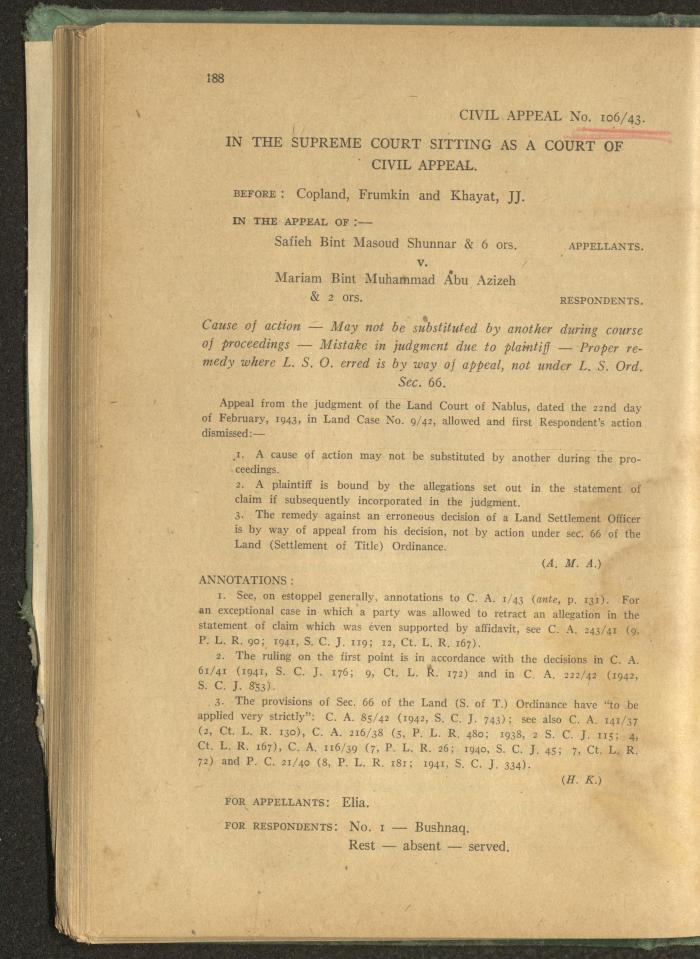 188
CIVIL APPEAL No. 106/43.
IN THE SUPREME COURT SITTING AS A COURT OF
CIVIL APPEAL.
BEFORE : Copland, Frumkin and Khayat, JJ.
IN THE APPEAL OF :—
Safieh Bint Masoud Shunnar & 6 ors. APPELLANTS.
v.
Mariam Bint Muhammad Abu Azizeh
& 2 ors. RESPONDENTS.
Cause of action — May not be substituted by another during course
of proceedings — Mistake in judgment due to plaintiff — Proper re-
medy where L. S. O. erred is by way of appeal, not under L. S. Ord.
Sec. 66.
Appeal from the judgment of the Land Court of Nablus, dated the 22nd day
of February, 1943, in Land Case No. 9/42, allowed and first Respondent's action
dismissed:—
1. A cause of action may not be substituted by another during the pro-
ceedings.
2. A plaintiff is bound by the allegations set out in the statement of
claim if subsequently incorporated in the judgment.
3. The remedy against an erroneous decision of a Land Settlement Officer
is by way of appeal from his decision, not by action under sec. 66 of the
Land (Settlement of Title) Ordinance.
(A. M. A.)
ANNOTATIONS :
1. See, on estoppel generally, annotations to C. A. 1/43 (ante, p. 131). For
an exceptional case in which a party was allowed to retract an allegation in the
statement of claim which was even supported by affidavit, see C. A. 243/41 (9,
P. L. R. 90; 1941, S. C. J. 119; 12, Ct. L. R. 167).
2. The ruling on the first point is in accordance with the decisions in C. A.
61/41 (1941, S. C. J. 176; 9, Ct. L. R. 172) and in C. A. 222/42 (1942,
S. C. J. 853).
3. The provisions of Sec. 66 of the Land (S. of T.) Ordinance have "to be
applied very strictly": C. A. 85/42 (1942, S. C. J. 743); see also C. A. 141/37
(2, Ct. L. R. 130), C. A. 216/38 (5, P. L. R. 480; 1938, 2 S. C. J. 115; 4,
Ct. L. R. 167), C. A. 116/39 (7, P. L. R. 26; 1940, S. C. J. 45; 7, Ct. L. R.
72) and P. C. 21/40 (8, P. L. R. 181; 1941, S. C. J. 334).
(H. K.)
FOR APPELLANTS: Elia.
FOR RESPONDENTS: No. 1 — Bushnaq.
Rest — absent — served.